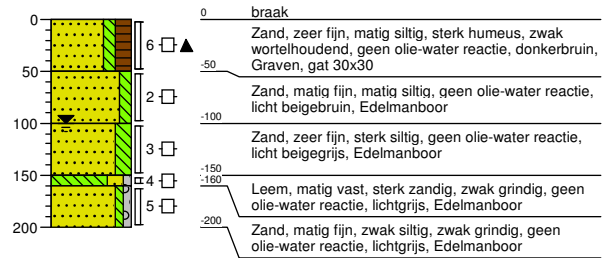 0
50
100
150
200
6
2
3
4
5
0
braak
Zand, zeer fijn, matig siltig, sterk humeus, zwak
wortelhoudend, geen olie-water reactie, donkerbruin,
Graven, gat 30x30
-50
Zand, matig fijn, matig siltig, geen olie-water reactie,
licht beigebruin, Edelmanboor
-100
Zand, zeer fijn, sterk siltig, geen olie-water reactie,
licht beigegrijs, Edelmanboor
-150
-160
Leem, matig vast, sterk zandig, zwak grindig, geen
olie-water reactie, lichtgrijs, Edelmanboor
-200
Zand, matig fijn, zwak siltig, zwak grindig, geen
olie-water reactie, lichtgrijs, Edelmanboor